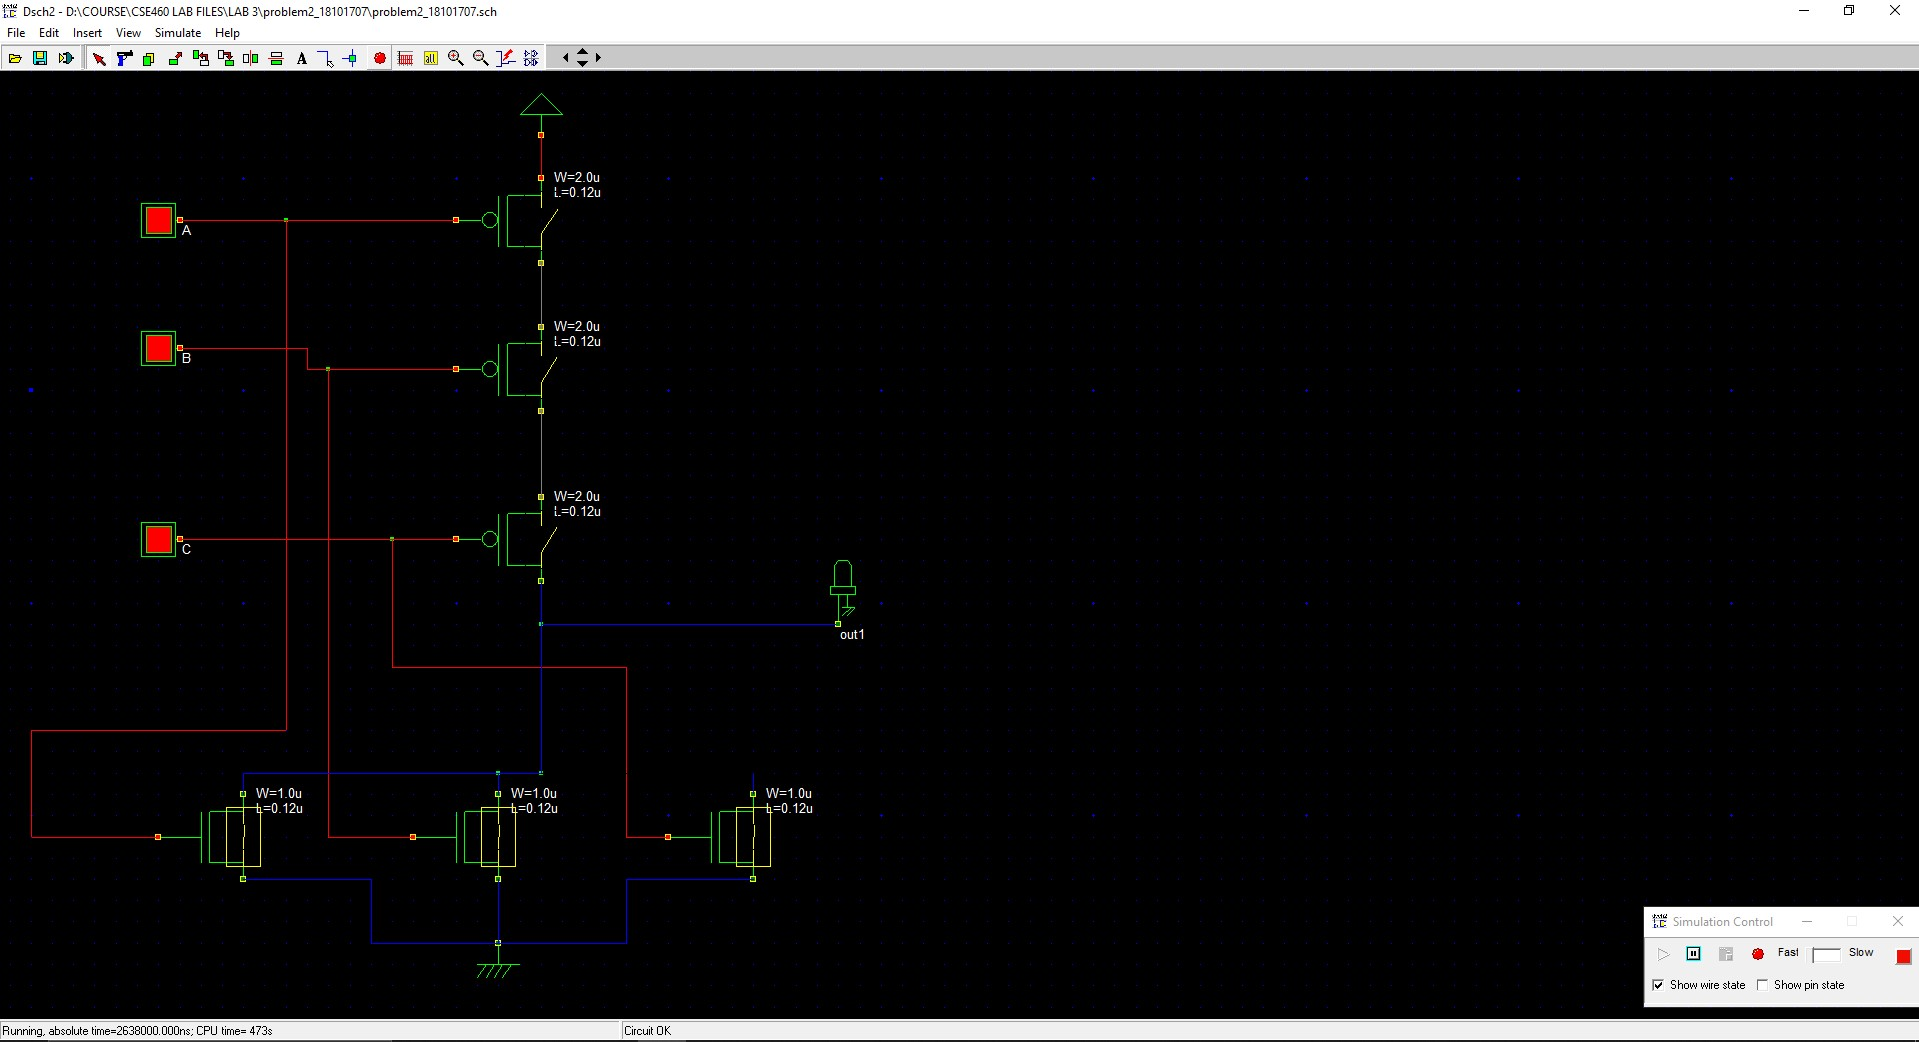 Dsch2 - D:\COURSE\CSE460 LAB FILES\LAB 3\problem2_18101707\problem2_18101707.sch
File Edit Insert View Simulate Help
A all
W=2.0u
L=0.12u
A
W=2.0u
L=0.12u
B
W=2.0u
L=0.12u
C
out1
W=1.0u
L=0.12u
W=1.0u
L=0.12u
W=1.0u
L=0.12u
Simulation Control
Fast Slow
Show wire state Show pin state
Running, absolute time=2638000.000ns; CPU time= 473s Circuit OK